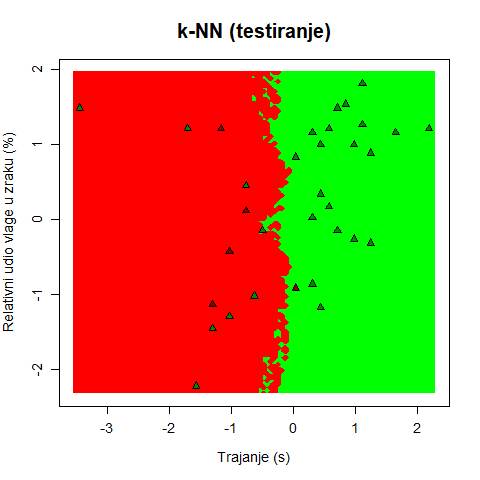 k-NN (testiranje)
Relativni udio vlage u zraku (%)
2
1
0
-1
-2
-3 -2 -1 0 1 2
Trajanje (s)